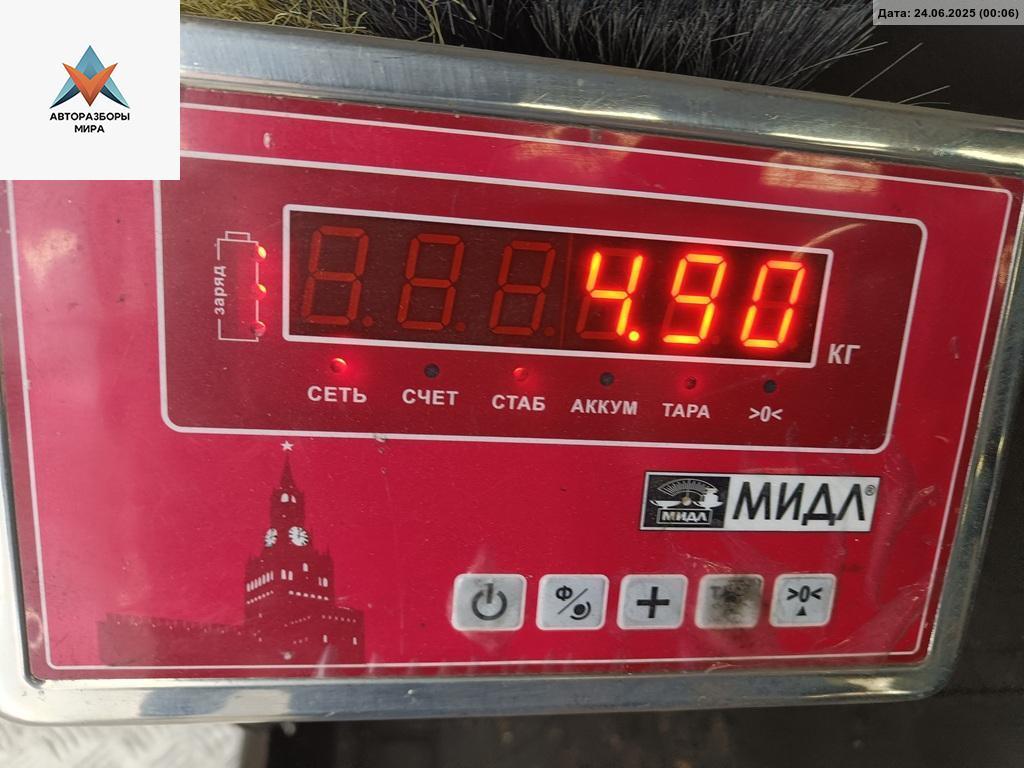 Дата: 24.06.2025 (00:06)
АВТОРАЗБОРЫ
МИРА
заряд
4.90
КГ
СЕТЬ СЧЕТ СТАБ АККУМ ТАРА >0<
МИДЛ МИДЛ®
Ф/ + >0<